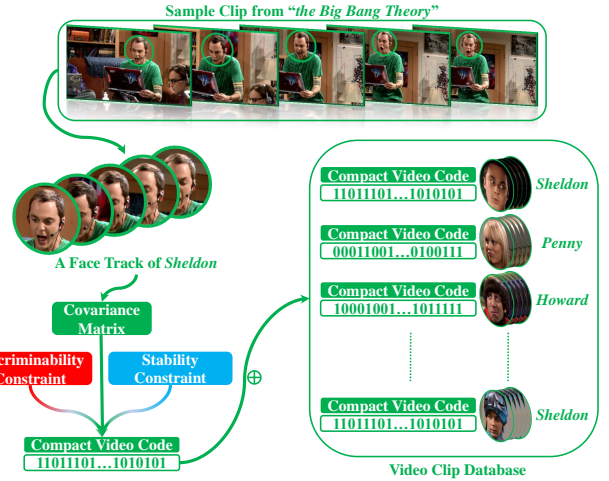 Sample Clip from “the Big Bang Theory”
A Face Track of Sheldon
Covariance
Matrix
criminability
Constraint
Stability
Constraint
Compact Video Code
11011101…1010101
⊕
Compact Video Code
11011101…1010101
Sheldon
Compact Video Code
00011001…0100111
Penny
Compact Video Code
10001001…1011111
Howard
Compact Video Code
11011101…1010101
Sheldon
Video Clip Database